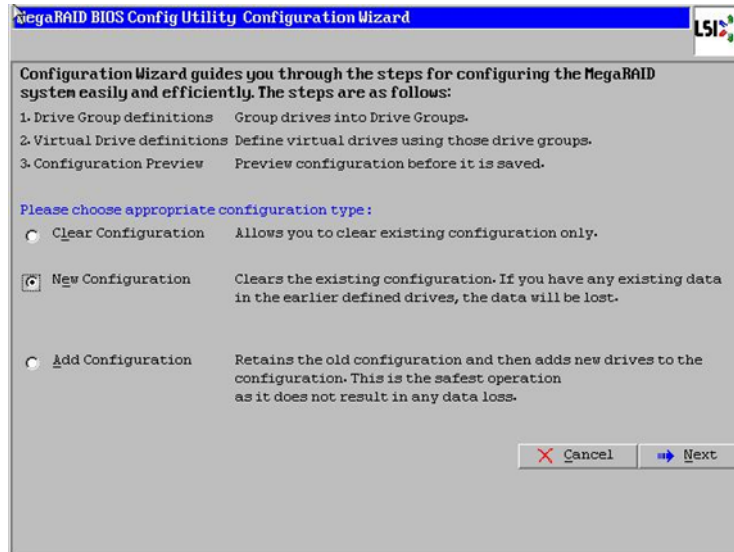 MegaRAID BIOS Config Utility Configuration Wizard
LSI
Configuration Wizard guides you through the steps for configuring the MegaRAID
system easily and efficiently. The steps are as follows:
1. Drive Group definitions Group drives into Drive Groups.
2. Virtual Drive definitions Define virtual drives using those drive groups.
3. Configuration Preview Preview configuration before it is saved.
Please choose appropriate configuration type:
Clear Configuration Allows you to clear existing configuration only.
New Configuration Clears the existing configuration. If you have any existing data
in the earlier defined drives, the data will be lost.
Add Configuration Retains the old configuration and then adds new drives to the
configuration. This is the safest operation
as it does not result in any data loss.
Cancel Next